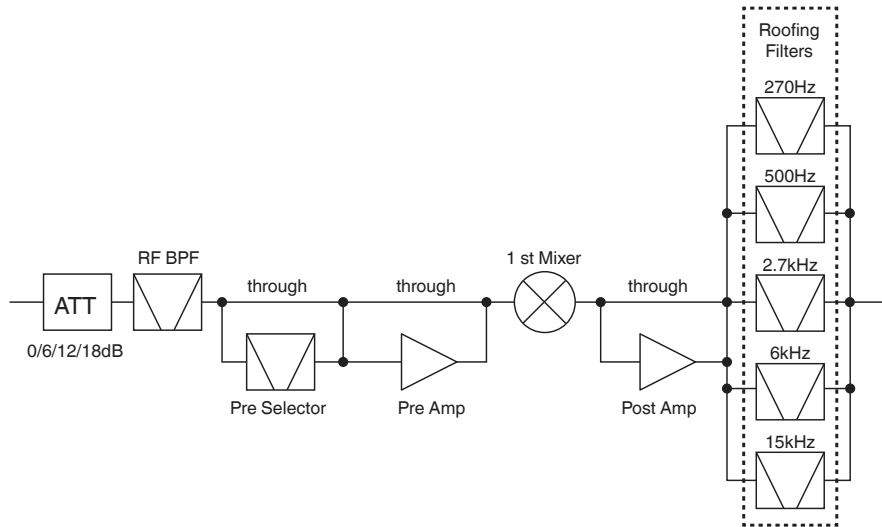 Roofing
Filters
270Hz
500Hz
RF BPF
1 st Mixer
2.7kHz
through
through
through
ATT
0/6/12/18dB
6kHz
Pre Selector
Pre Amp
Post Amp
15kHz